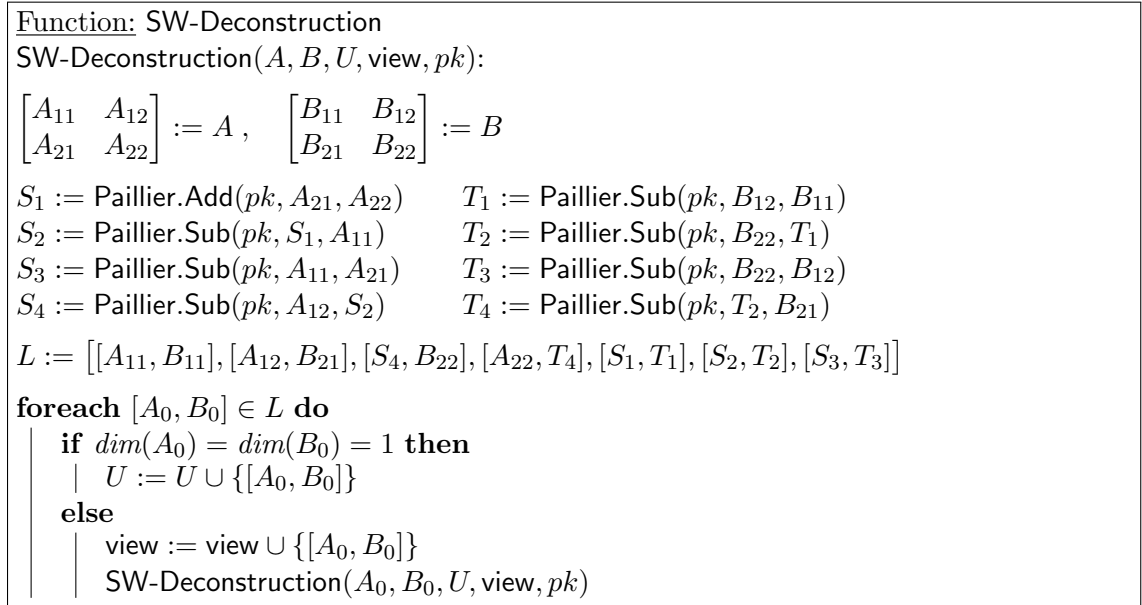 Function: SW-Deconstruction
SW-Deconstruction(A, B, U, view, pk):
[A₁₁ A₁₂; A₂₁ A₂₂] := A , [B₁₁ B₁₂; B₂₁ B₂₂] := B
S₁ := Paillier.Add(pk, A₂₁, A₂₂) T₁ := Paillier.Sub(pk, B₁₂, B₁₁)
S₂ := Paillier.Sub(pk, S₁, A₁₁) T₂ := Paillier.Sub(pk, B₂₂, T₁)
S₃ := Paillier.Sub(pk, A₁₁, A₂₁) T₃ := Paillier.Sub(pk, B₂₂, B₁₂)
S₄ := Paillier.Sub(pk, A₁₂, S₂) T₄ := Paillier.Sub(pk, T₂, B₂₁)
L := [[A₁₁, B₁₁], [A₁₂, B₂₁], [S₄, B₂₂], [A₂₂, T₄], [S₁, T₁], [S₂, T₂], [S₃, T₃]]
foreach [A₀, B₀] ∈ L do
if dim(A₀) = dim(B₀) = 1 then
U := U ∪ {[A₀, B₀]}
else
view := view ∪ {[A₀, B₀]}
SW-Deconstruction(A₀, B₀, U, view, pk)